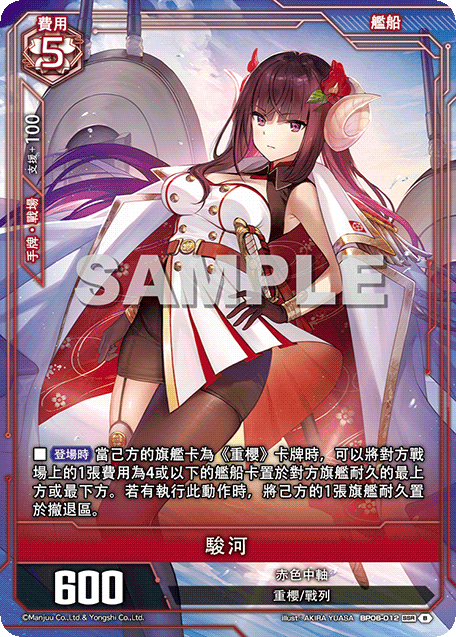 費用
5
艦船
手牌・戰場
支援+100
SAMPLE
■ 登場時 當己方的旗艦卡為《重櫻》卡牌時，可以將對方戰
場上的1張費用為4或以下的艦船卡置於對方旗艦耐久的最上
方或最下方。若有執行此動作時，將己方的1張旗艦耐久置
於撤退區。
駿河
600
赤色中軸
重櫻/戰列
©Manjuu Co.,Ltd. & Yongshi Co.,Ltd.
illust AKIRA YUASA BP06-012 SSR